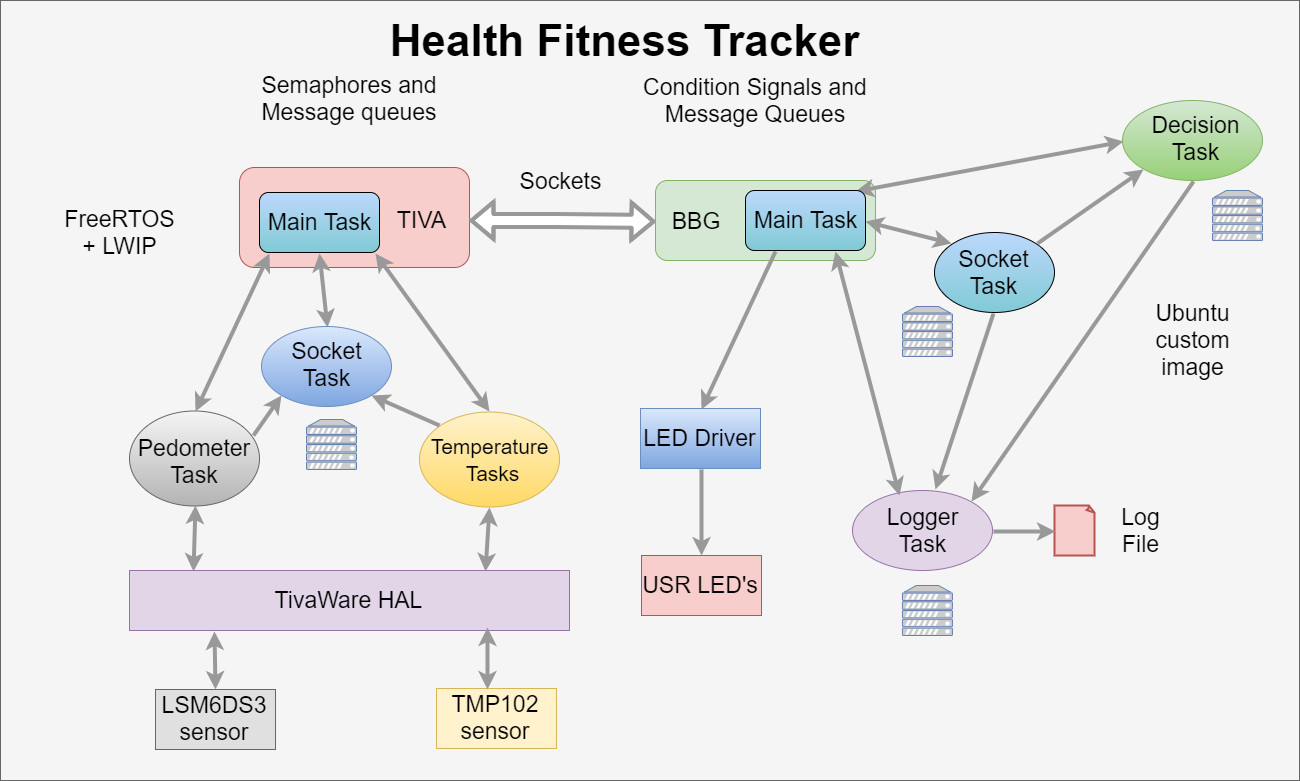 Health Fitness Tracker
Semaphores and
Message queues
Condition Signals and
Message Queues
Decision
Task
Sockets
FreeRTOS
+ LWIP
Main Task
TIVA
BBG
Main Task
Socket
Task
Ubuntu
custom
image
Socket
Task
LED Driver
Pedometer
Task
Temperature
Tasks
Logger
Task
Log
File
TivaWare HAL
USR LED's
LSM6DS3
sensor
TMP102
sensor